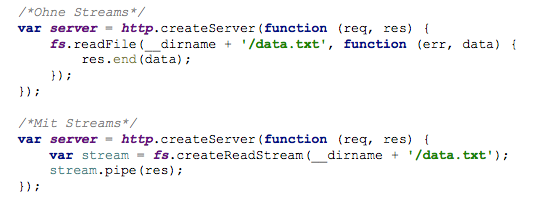 /*Ohne Streams*/
var server = http.createServer(function (req, res) {
    fs.readFile(__dirname + '/data.txt', function (err, data) {
        res.end(data);
    });
});

/*Mit Streams*/
var server = http.createServer(function (req, res) {
    var stream = fs.createReadStream(__dirname + '/data.txt');
    stream.pipe(res);
});